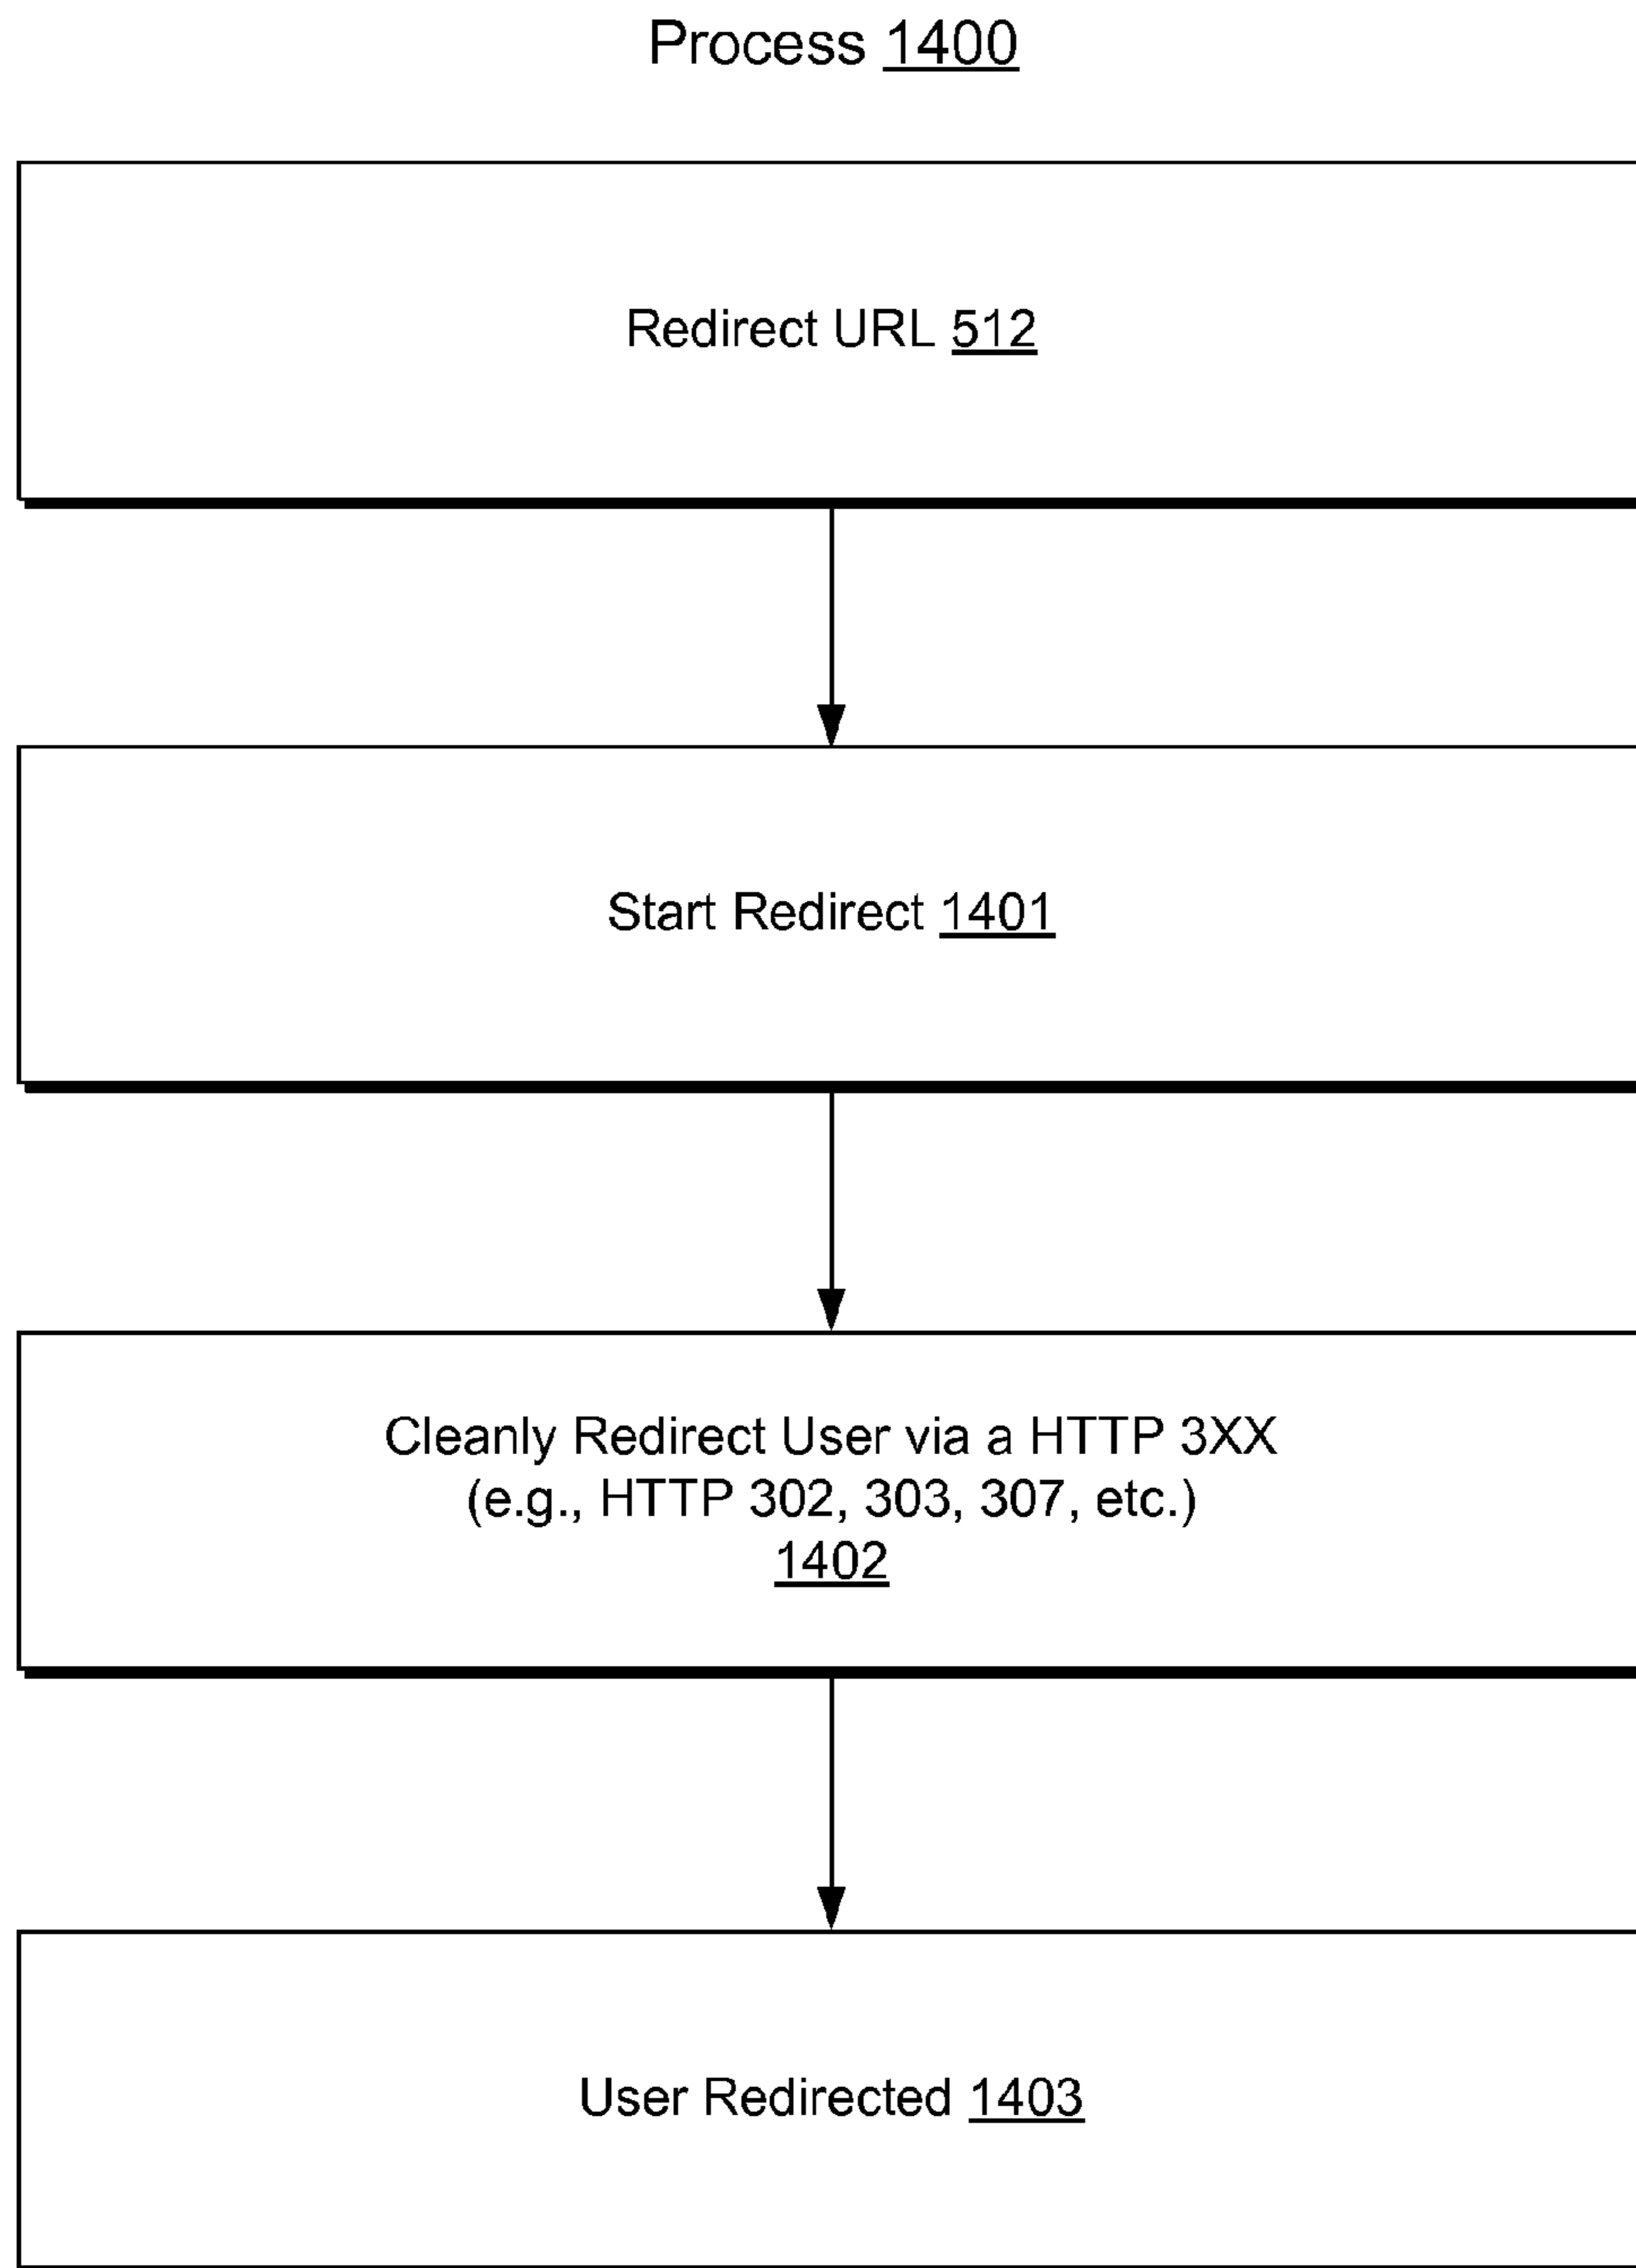 Process 1400
Redirect URL 512
Start Redirect 1401
Cleanly Redirect User via a HTTP 3XX
(e.g., HTTP 302, 303, 307, etc.)
1402
User Redirected 1403